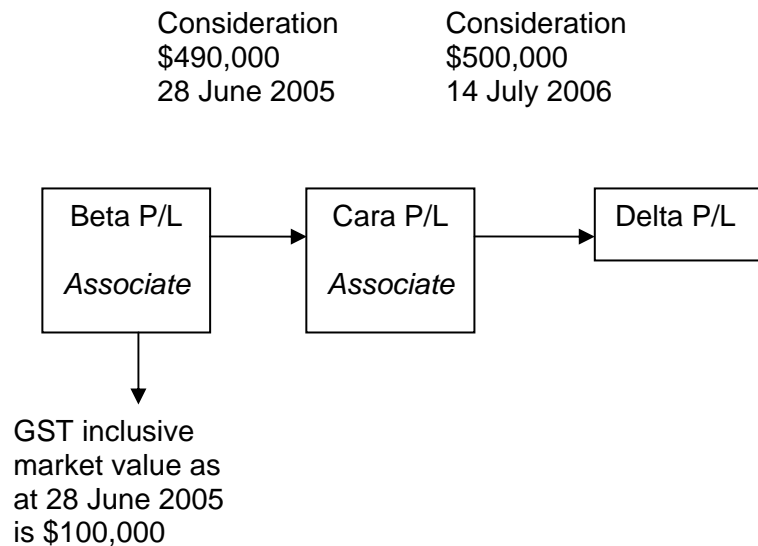 Consideration
$490,000
28 June 2005
Consideration
$500,000
14 July 2006
Beta P/L
Associate
Cara P/L
Associate
Delta P/L
GST inclusive
market value as
at 28 June 2005
is $100,000